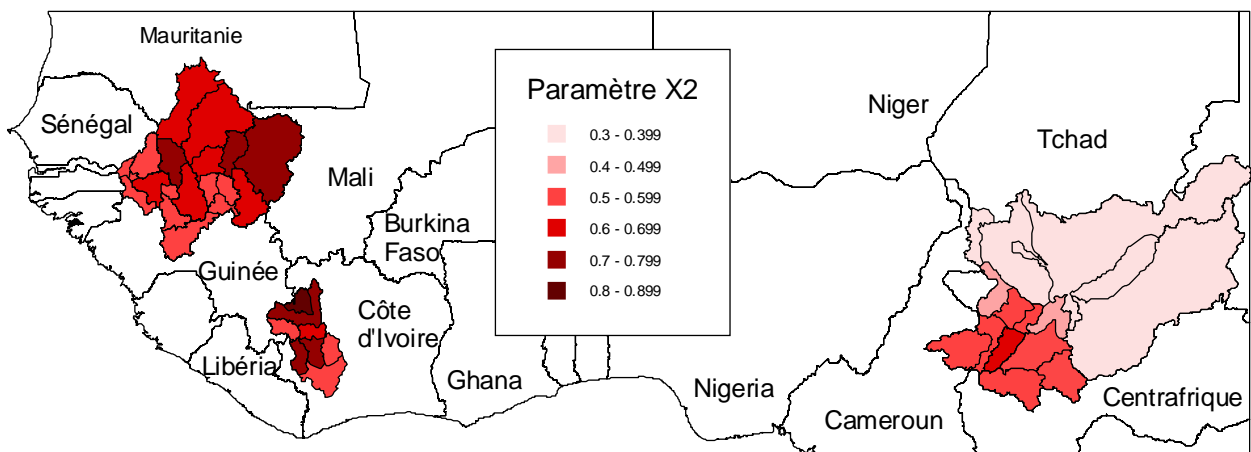 Mauritanie
Sénégal
Mali
Burkina
Faso
Guinée
Côte
d'Ivoire
Libéria
Ghana
Paramètre X2
0.3 - 0.399
0.4 - 0.499
0.5 - 0.599
0.6 - 0.699
0.7 - 0.799
0.8 - 0.899
Niger
Tchad
Nigeria
Cameroun
Centrafrique